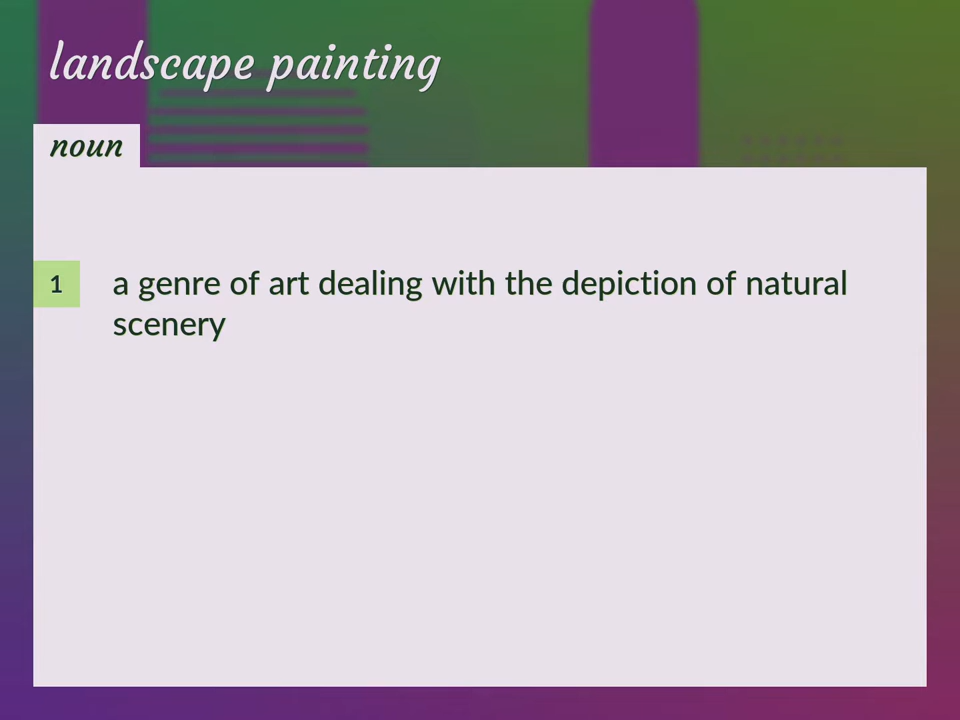 landscape painting
noun
1
a genre of art dealing with the depiction of natural
scenery